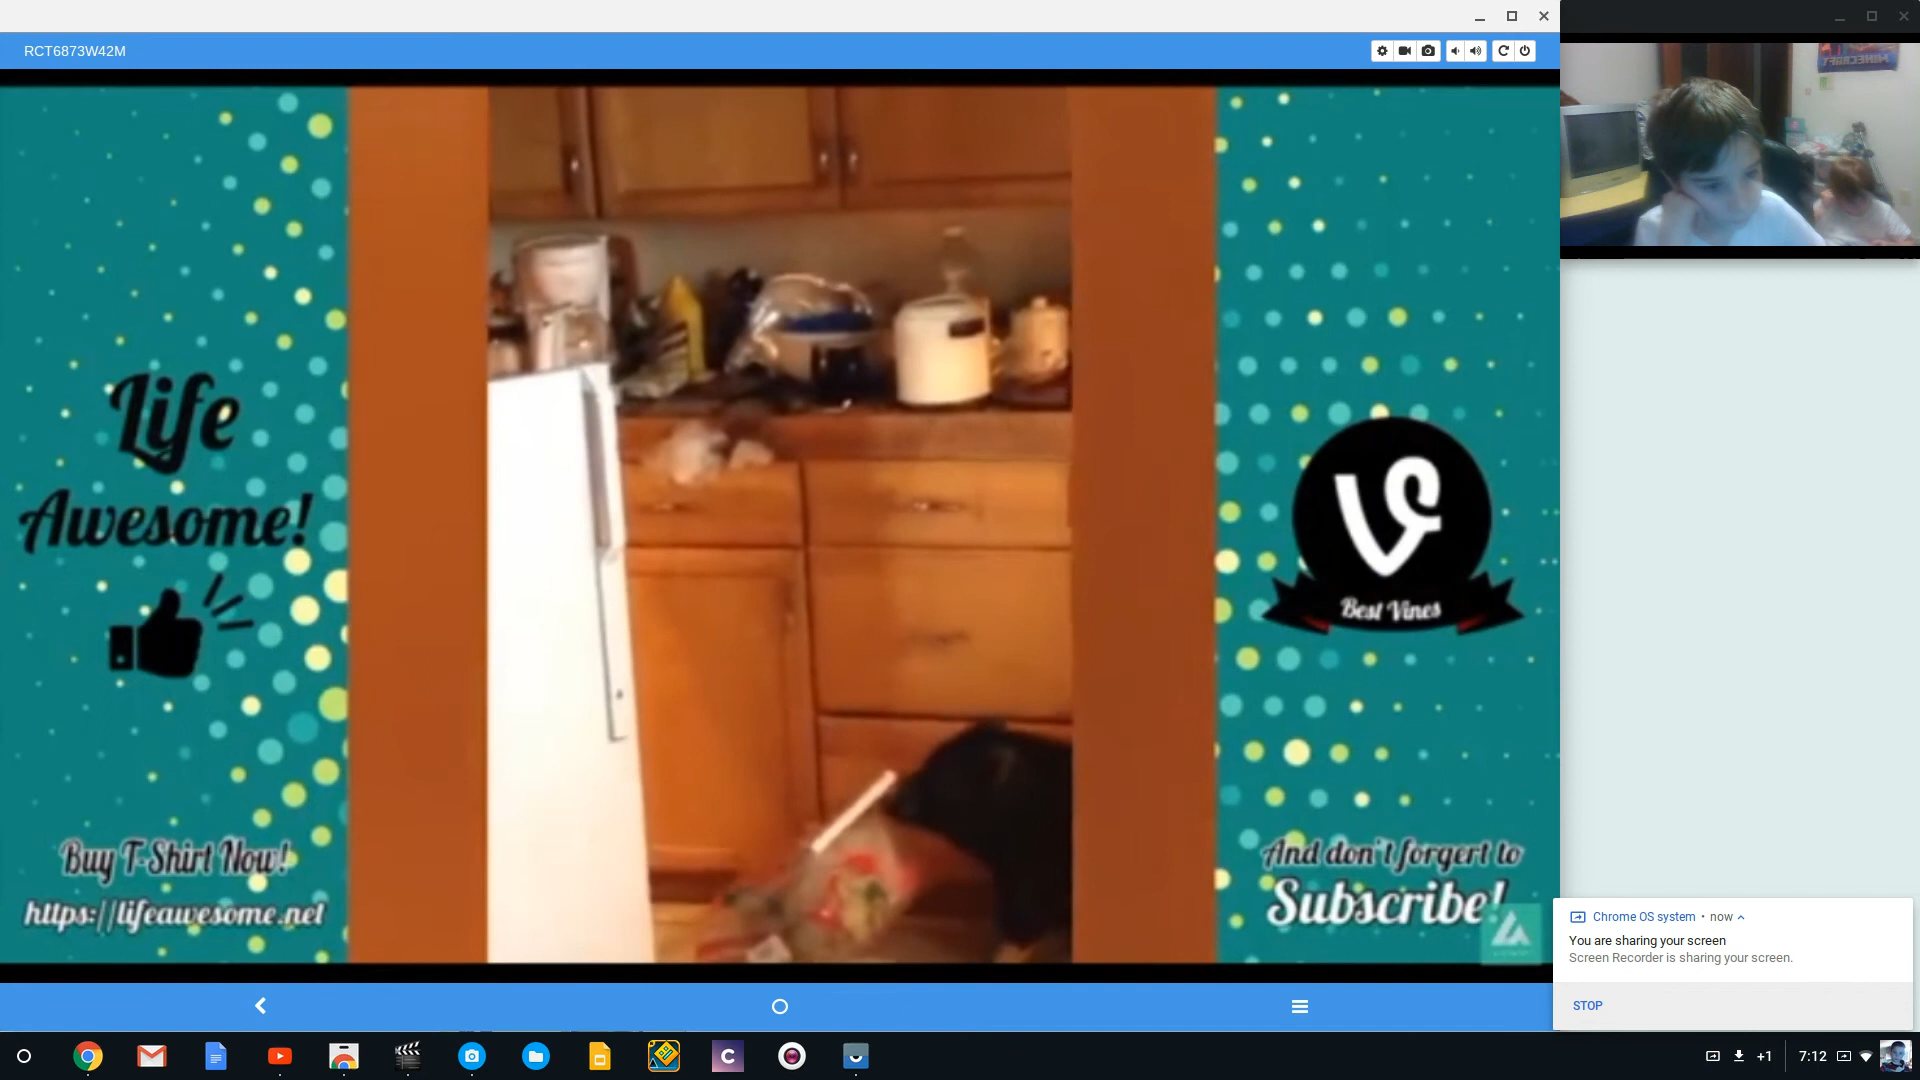 RCT6873W42M
Life
Awesome!
Buy T-Shirt Now!
https://lifeawesome.net
Best Vines
And don't forgert to
Subscribe!
MINECRAFT
Chrome OS system • now
You are sharing your screen
Screen Recorder is sharing your screen.
STOP
+1
7:12